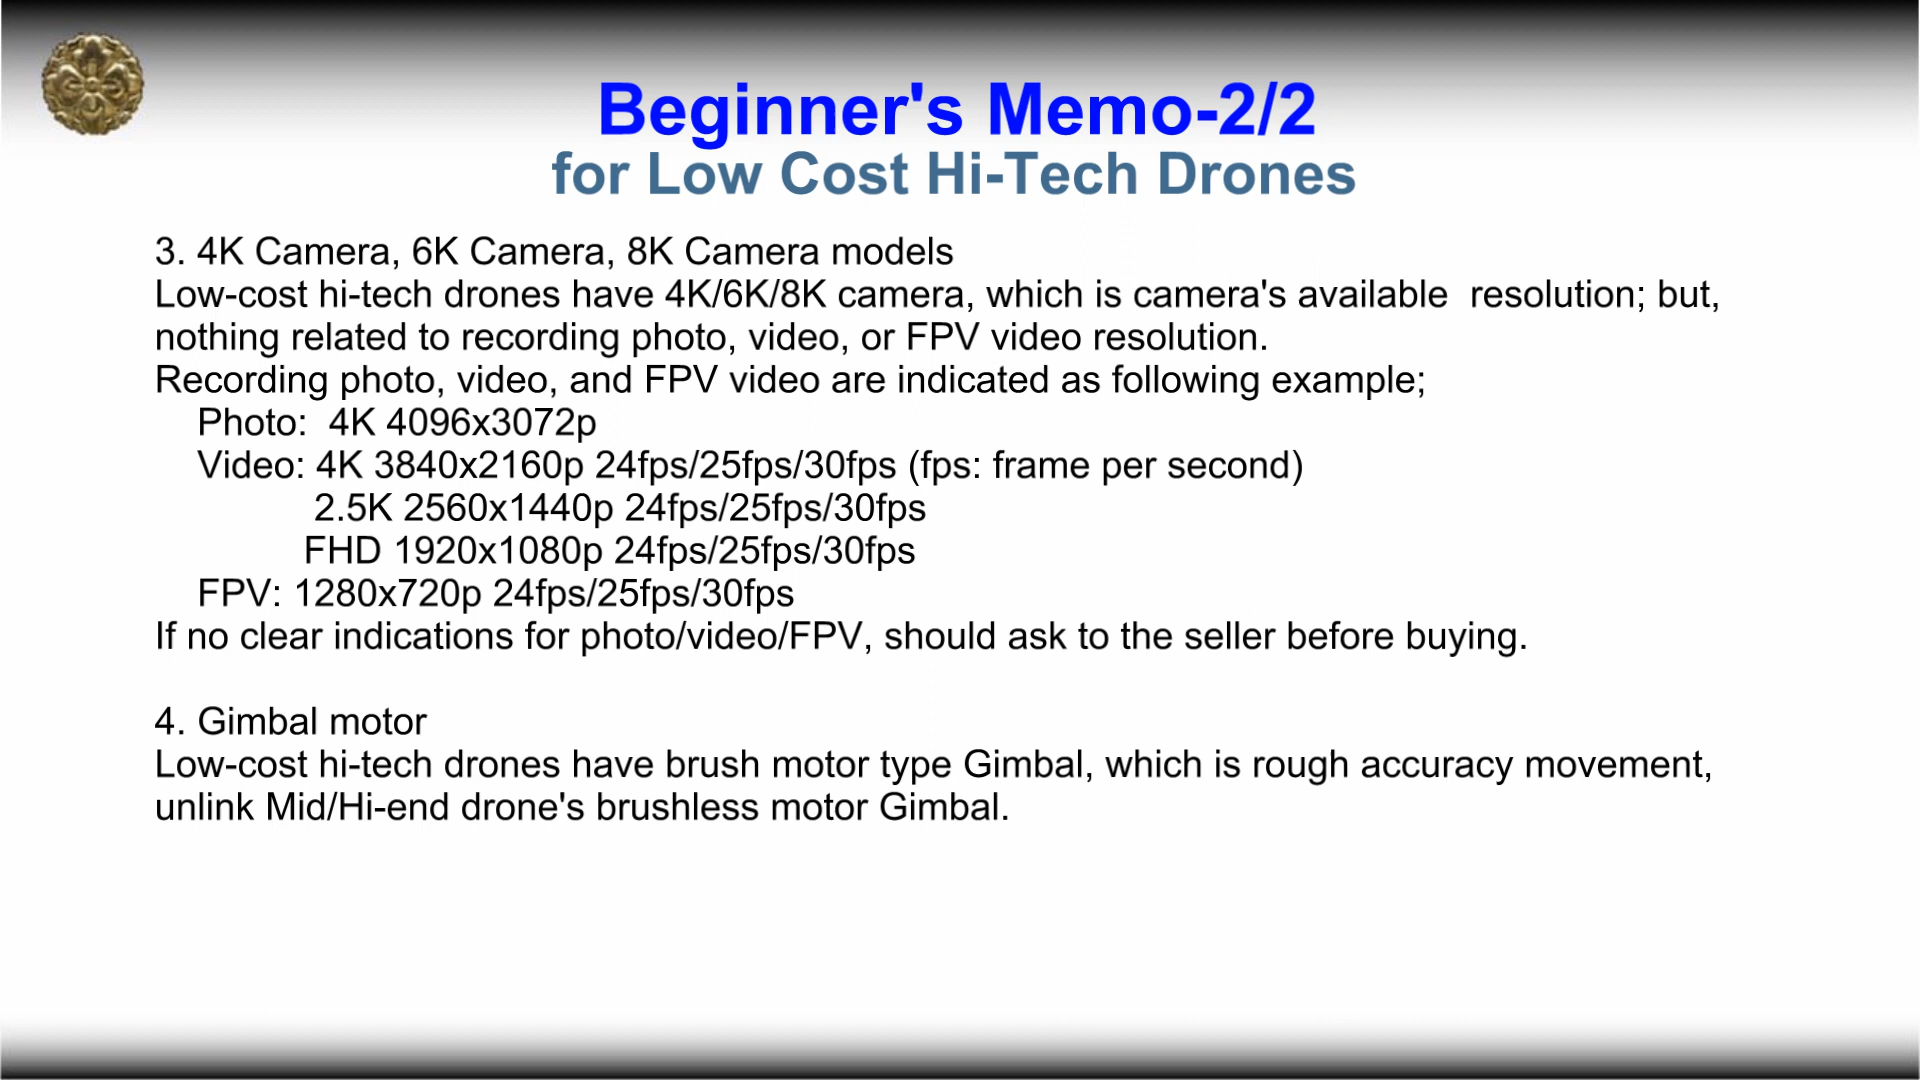 Beginner's Memo-2/2
for Low Cost Hi-Tech Drones
3. 4K Camera, 6K Camera, 8K Camera models
Low-cost hi-tech drones have 4K/6K/8K camera, which is camera's available  resolution; but,
nothing related to recording photo, video, or FPV video resolution.
Recording photo, video, and FPV video are indicated as following example;
Photo:  4K 4096x3072p
Video: 4K 3840x2160p 24fps/25fps/30fps (fps: frame per second)
2.5K 2560x1440p 24fps/25fps/30fps
FHD 1920x1080p 24fps/25fps/30fps
FPV: 1280x720p 24fps/25fps/30fps
If no clear indications for photo/video/FPV, should ask to the seller before buying.
4. Gimbal motor
Low-cost hi-tech drones have brush motor type Gimbal, which is rough accuracy movement,
unlink Mid/Hi-end drone's brushless motor Gimbal.